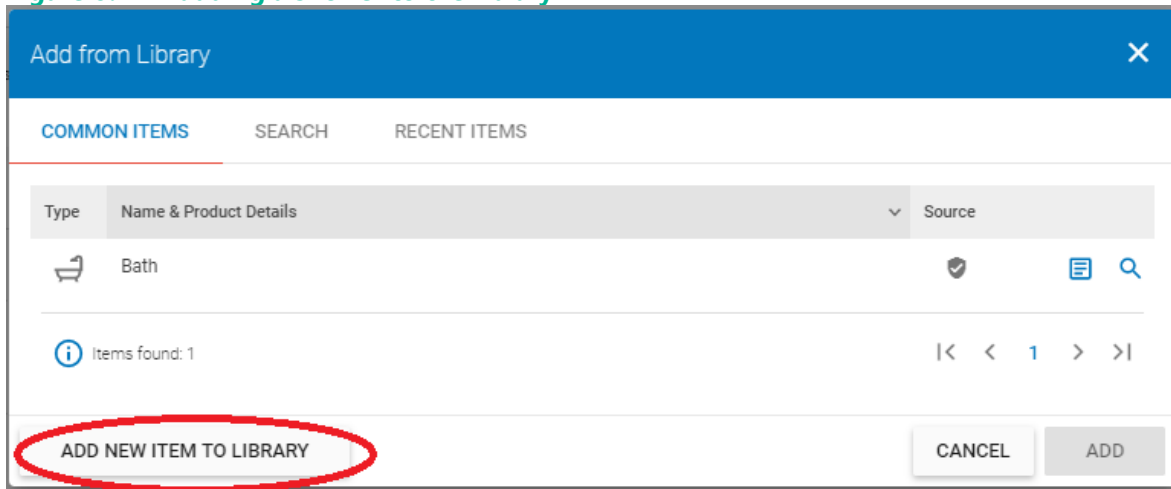 Add from Library
COMMON ITEMS SEARCH RECENT ITEMS
Type Name & Product Details Source
Bath
Items found: 1
1
ADD NEW ITEM TO LIBRARY CANCEL ADD